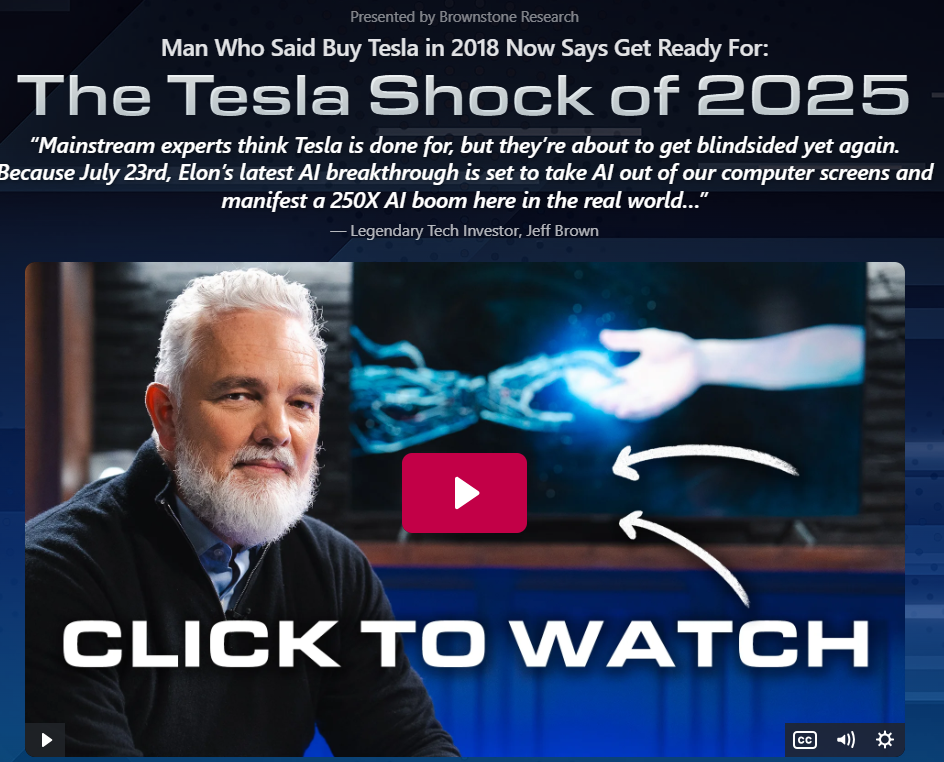 Presented by Brownstone Research
Man Who Said Buy Tesla in 2018 Now Says Get Ready For:
The Tesla Shock of 2025
"Mainstream experts think Tesla is done for, but they're about to get blindsided yet again.
Because July 23rd, Elon's latest AI breakthrough is set to take AI out of our computer screens and
manifest a 250X AI boom here in the real world..."
— Legendary Tech Investor, Jeff Brown
CLICK TO WATCH
CC